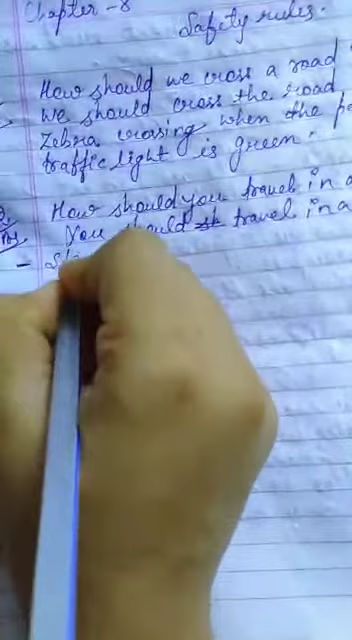 Chapter - 8
Safety rules.
How should we cross a road
we should cross the road
Zebra crossing when the
traffic light is green.
How should you travel in a
You should travel in a